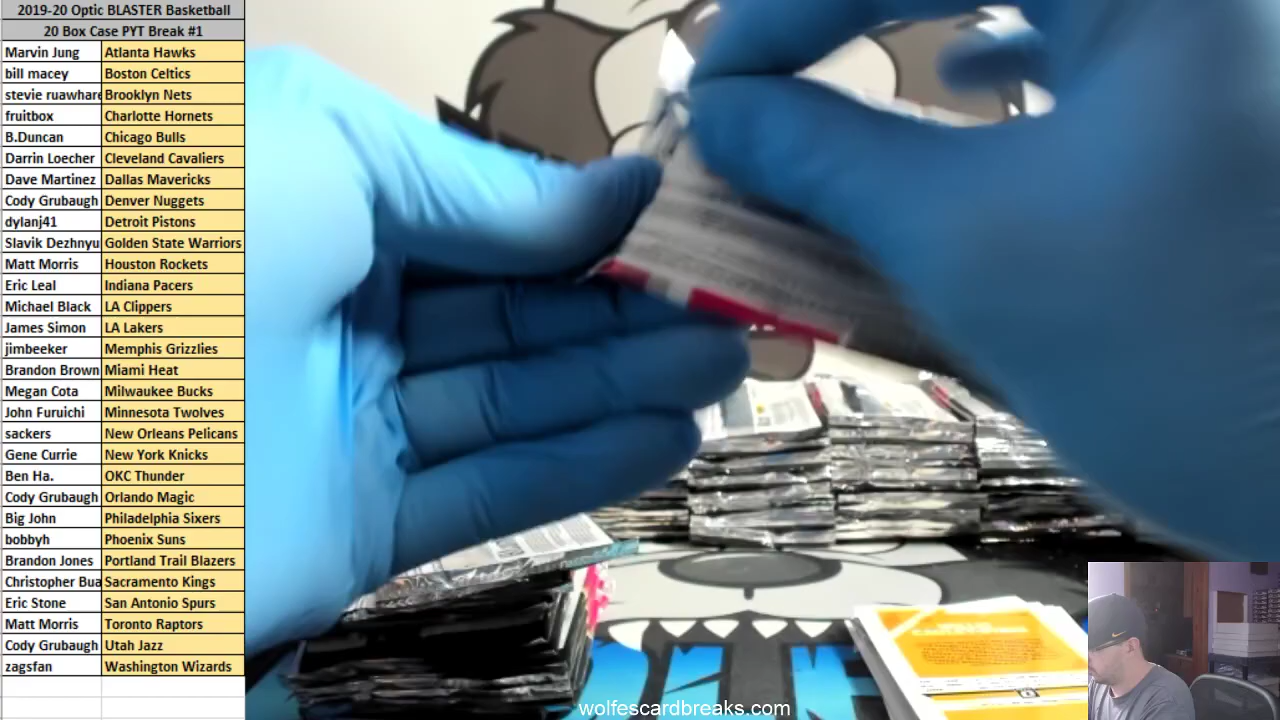 2019-20 Optic BLASTER Basketball
20 Box Case PYT Break #1
Marvin Jung Atlanta Hawks
bill macey Boston Celtics
stevie ruawhare Brooklyn Nets
fruitbox Charlotte Hornets
B.Duncan Chicago Bulls
Darrin Loecher Cleveland Cavaliers
Dave Martinez Dallas Mavericks
Cody Grubaugh Denver Nuggets
dylanj41 Detroit Pistons
Slavik Dezhnyu Golden State Warriors
Matt Morris Houston Rockets
Eric Leal Indiana Pacers
Michael Black LA Clippers
James Simon LA Lakers
jimbeeker Memphis Grizzlies
Brandon Brown Miami Heat
Megan Cota Milwaukee Bucks
John Furuichi Minnesota Twolves
sackers New Orleans Pelicans
Gene Currie New York Knicks
Ben Ha. OKC Thunder
Cody Grubaugh Orlando Magic
Big John Philadelphia Sixers
bobbyh Phoenix Suns
Brandon Jones Portland Trail Blazers
Christopher Bua Sacramento Kings
Eric Stone San Antonio Spurs
Matt Morris Toronto Raptors
Cody Grubaugh Utah Jazz
zagsfan Washington Wizards
wolfescardbreaks.com